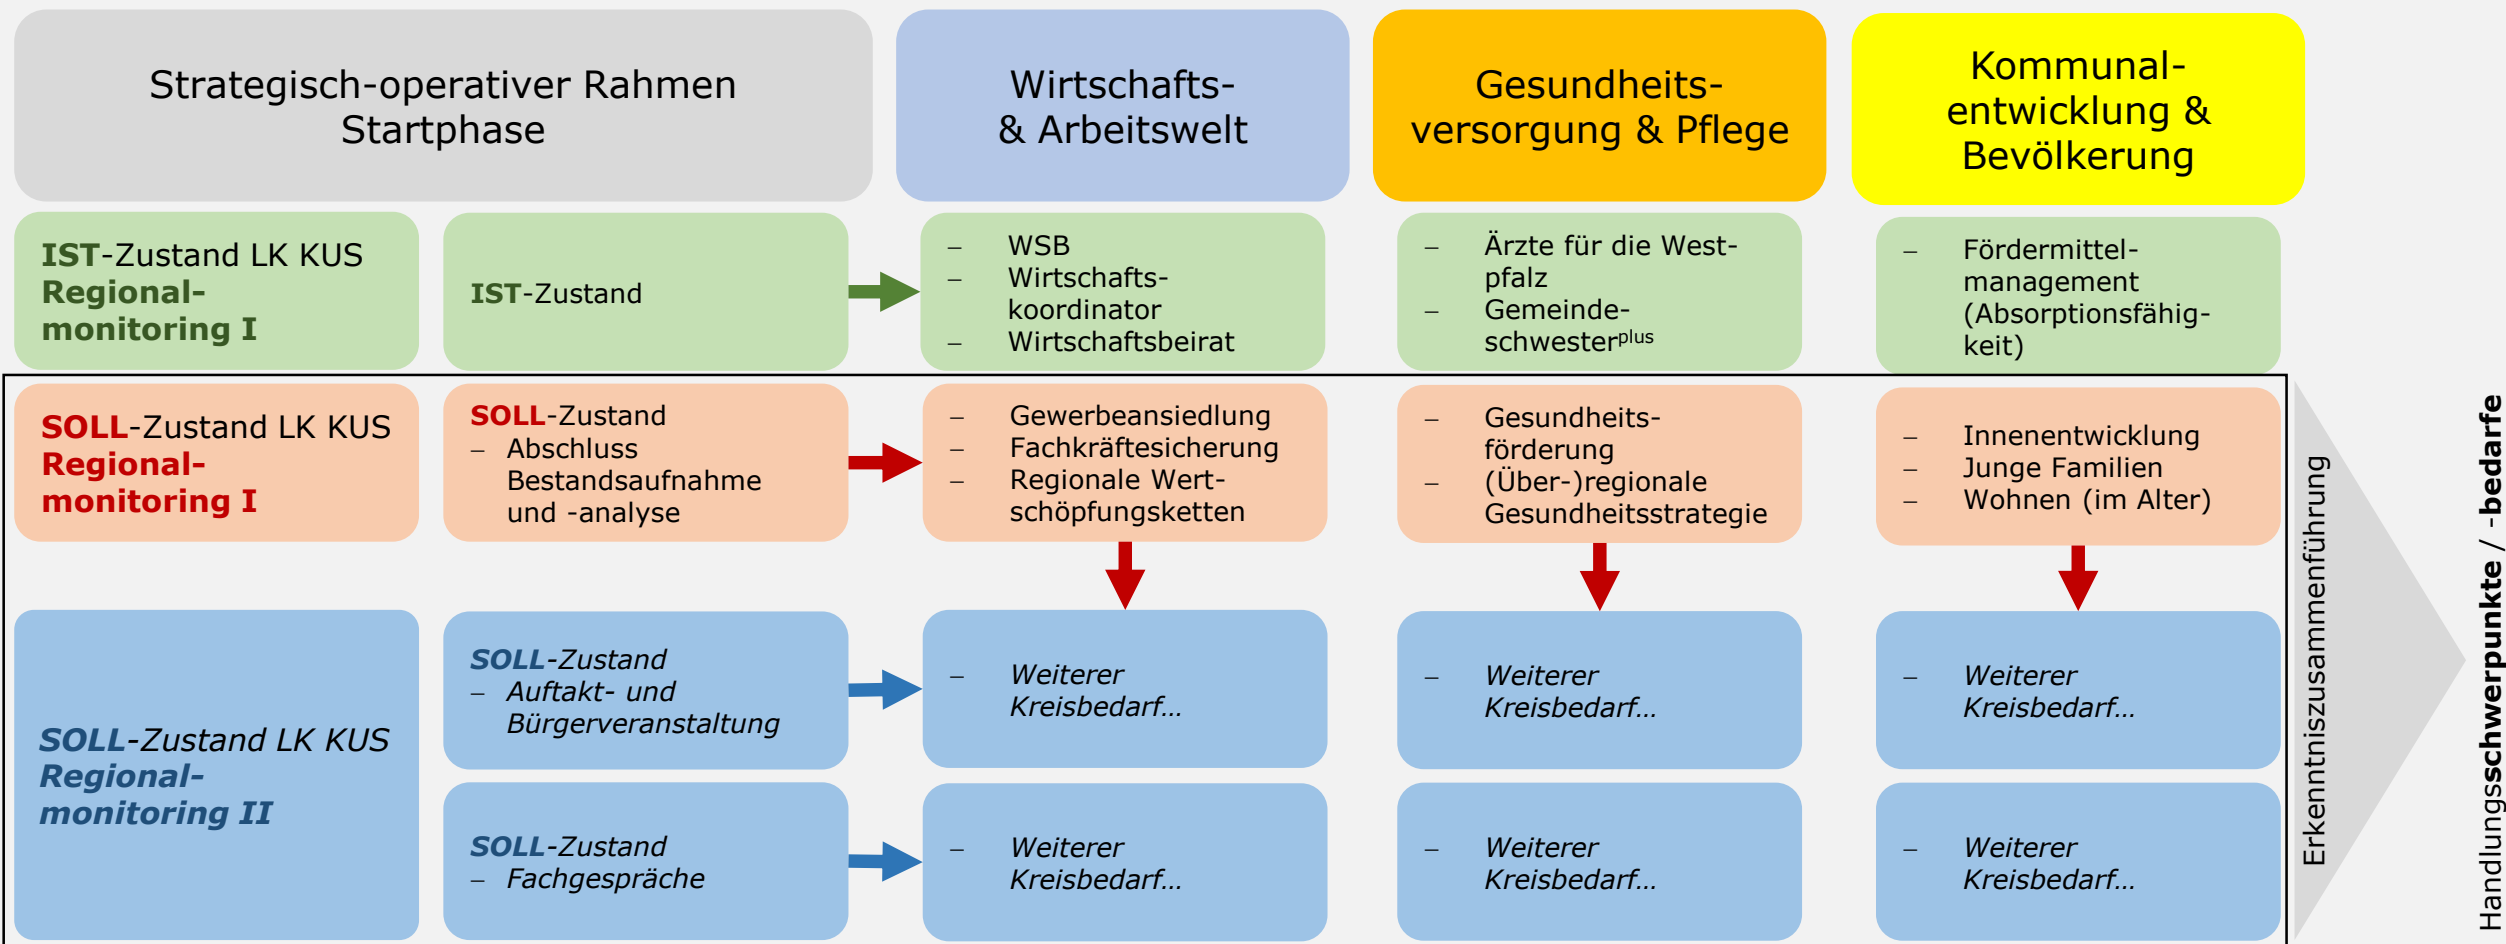 Strategisch-operativer Rahmen
Startphase
Wirtschafts-
& Arbeitswelt
Gesundheits-
versorgung & Pflege
Kommunal-
entwicklung &
Bevölkerung
IST-Zustand LK KUS
Regional-
monitoring I
IST-Zustand
– WSB
– Wirtschafts-
koordinator
– Wirtschaftsbeirat
– Ärzte für die West-
pfalz
– Gemeinde-
schwesterplus
– Fördermittel-
management
(Absorptionsfähig-
keit)
SOLL-Zustand LK KUS
Regional-
monitoring I
SOLL-Zustand
– Abschluss
Bestandsaufnahme
und -analyse
– Gewerbeansiedlung
– Fachkräftesicherung
– Regionale Wert-
schöpfungsketten
– Gesundheits-
förderung
– (Über-)regionale
Gesundheitsstrategie
– Innenentwicklung
– Junge Familien
– Wohnen (im Alter)
SOLL-Zustand LK KUS
Regional-
monitoring II
SOLL-Zustand
– Auftakt- und
Bürgerveranstaltung
– Weiterer
Kreisbedarf…
– Weiterer
Kreisbedarf…
– Weiterer
Kreisbedarf…
SOLL-Zustand
– Fachgespräche
– Weiterer
Kreisbedarf…
– Weiterer
Kreisbedarf…
– Weiterer
Kreisbedarf…
Erkenntniszusammenführung
Handlungsschwerpunkte / -bedarfe